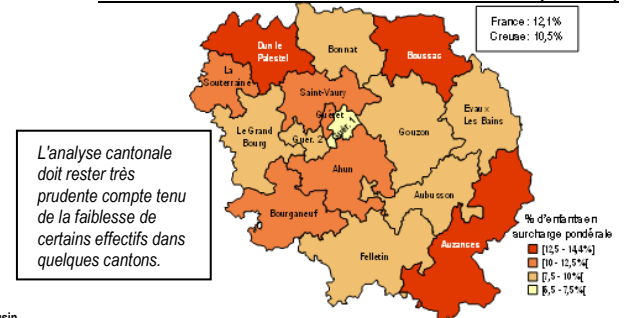 France : 12,1%
Creuse : 10,5%
Dun le
Palestel
Bonnat
Boussac
La
Souterraine
Saint-Vaury
Guéret
Guér. 1
Evaux
Les Bains
Le Grand
Bourg
Guer. 2
Gouzon
Ahun
Aubusson
Bourganeuf
Auzances
Felletin
L'analyse cantonale
doit rester très
prudente compte tenu
de la faiblesse de
certains effectifs dans
quelques cantons.
% d'enfants en
surcharge pondérale
[12,5 - 14,4%]
[10 - 12,5%[
[7,5 - 10%[
[6,5 - 7,5%[